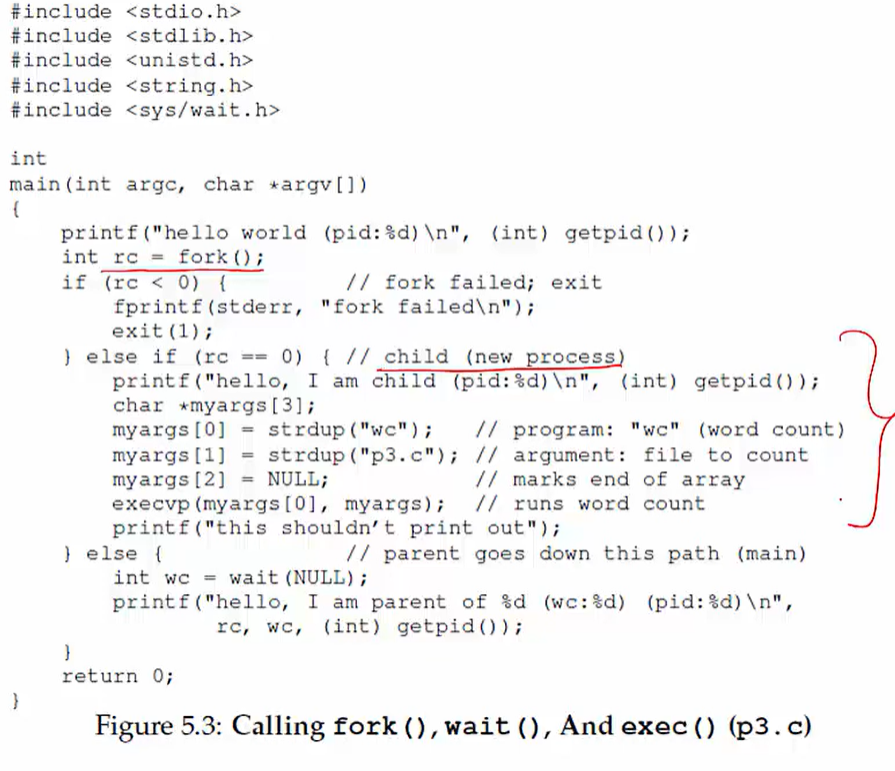 #include <stdio.h>
#include <stdlib.h>
#include <unistd.h>
#include <string.h>
#include <sys/wait.h>

int
main(int argc, char *argv[])
{
    printf("hello world (pid:%d)\n", (int) getpid());
    int rc = fork();
    if (rc < 0) {         // fork failed; exit
        fprintf(stderr, "fork failed\n");
        exit(1);
    } else if (rc == 0) { // child (new process)
        printf("hello, I am child (pid:%d)\n", (int) getpid());
        char *myargs[3];
        myargs[0] = strdup("wc");   // program: "wc" (word count)
        myargs[1] = strdup("p3.c"); // argument: file to count
        myargs[2] = NULL;           // marks end of array
        execvp(myargs[0], myargs);  // runs word count
        printf("this shouldn't print out");
    } else {              // parent goes down this path (main)
        int wc = wait(NULL);
        printf("hello, I am parent of %d (wc:%d) (pid:%d)\n",
                rc, wc, (int) getpid());
    }
    return 0;
}
Figure 5.3: Calling fork(), wait(), And exec() (p3.c)